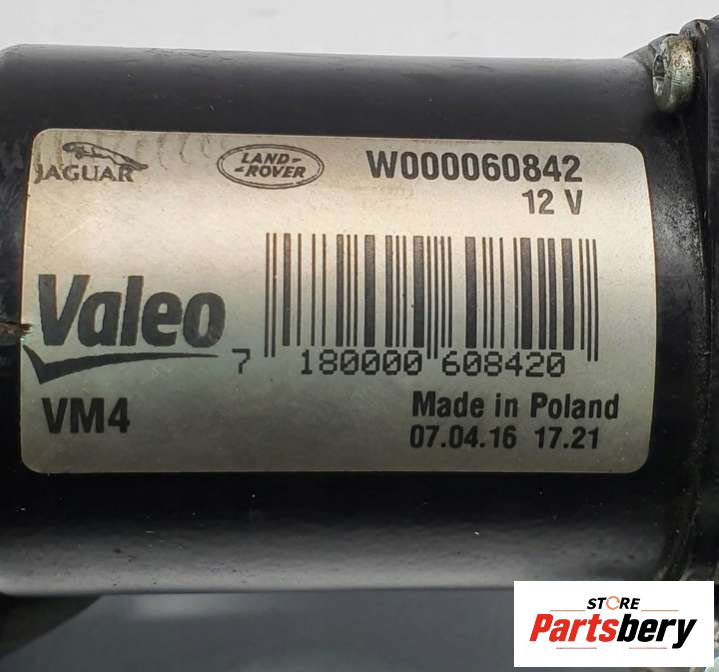 JAGUAR
LAND-
-ROVER
W000060842
12 V
Valeo
7 180000 608420
VM4
Made in Poland
07.04.16 17.21
STORE
Partsbery